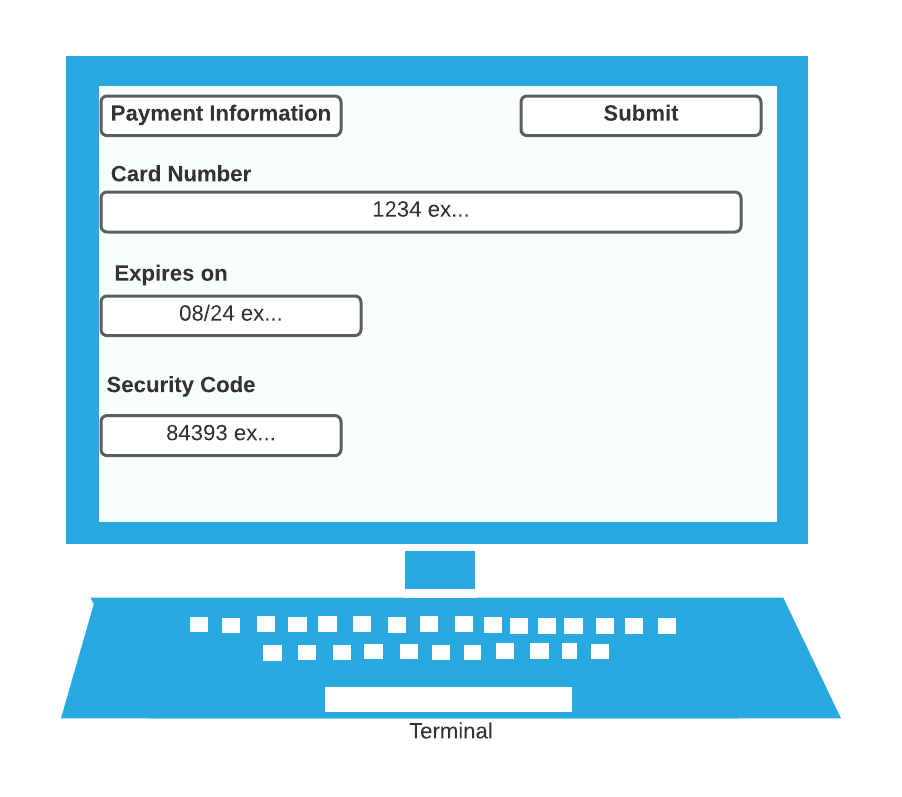 Payment Information
Submit
Card Number
1234 ex...
Expires on
08/24 ex...
Security Code
84393 ex...
Terminal